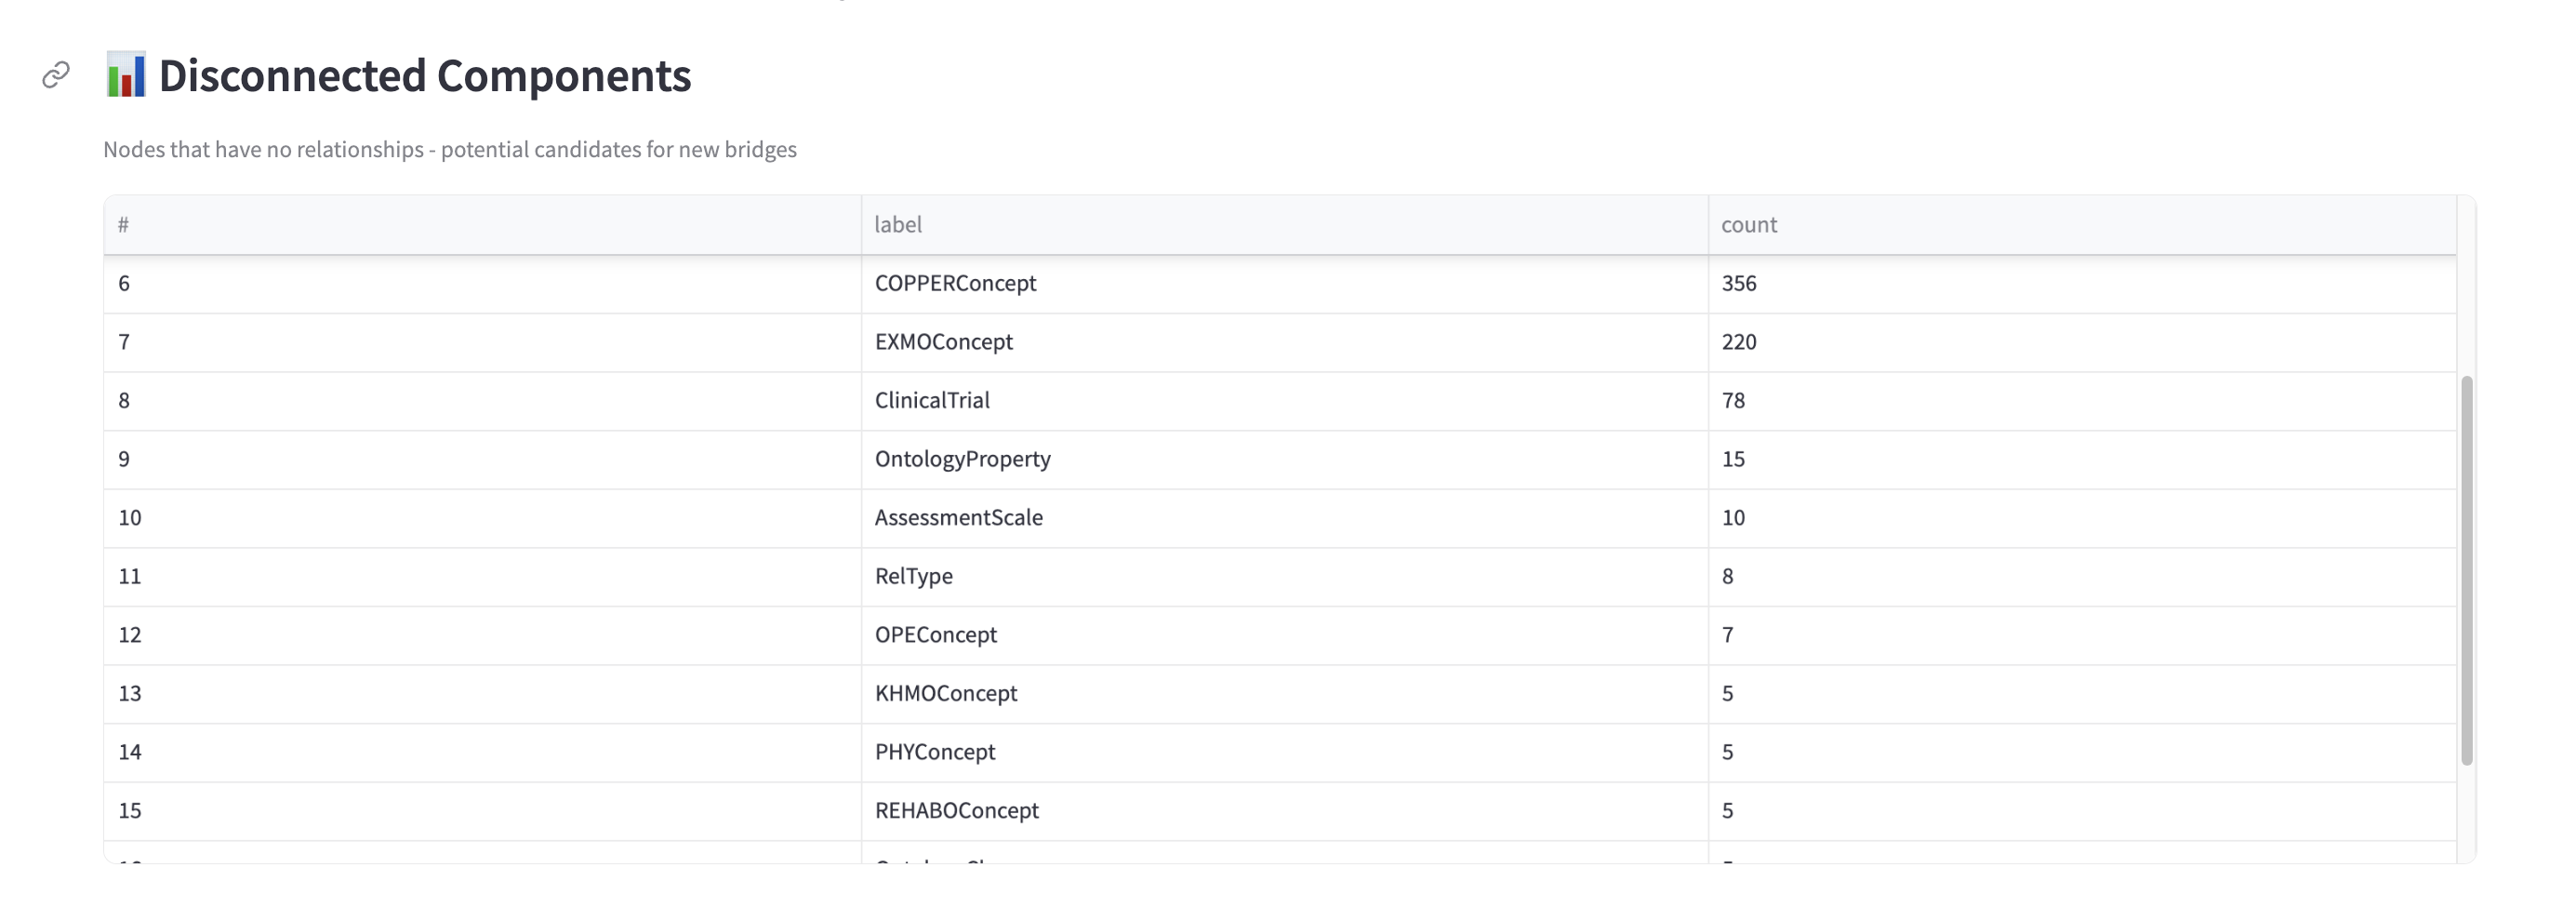 Disconnected Components
Nodes that have no relationships - potential candidates for new bridges
# label count
6 COPPERConcept 356
7 EXMOConcept 220
8 ClinicalTrial 78
9 OntologyProperty 15
10 AssessmentScale 10
11 RelType 8
12 OPEConcept 7
13 KHMOConcept 5
14 PHYConcept 5
15 REHABOConcept 5